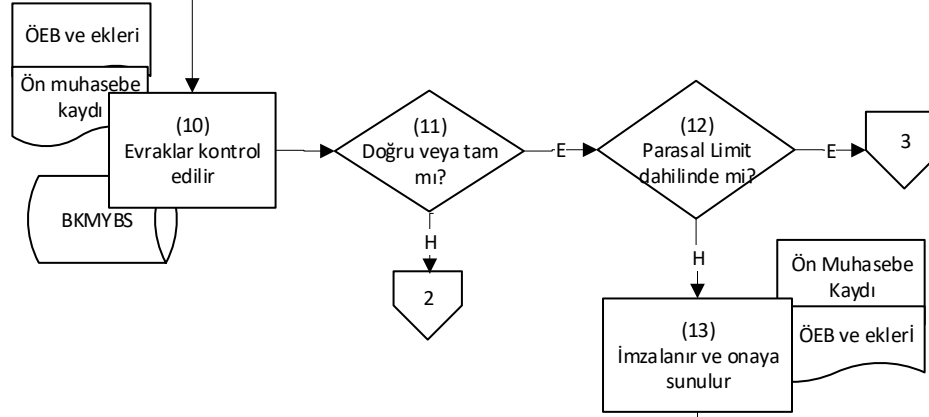 ÖEB ve ekleri
Ön muhasebe
kaydı
(10)
Evraklar kontrol
edilir
BKMYBS
(11)
Doğru veya tam
mı?
E
H
2
(12)
Parasal Limit
dahilinde mi?
E
3
H
(13)
İmzalanır ve onaya
sunulur
Ön Muhasebe
Kaydı
ÖEB ve eklerİ